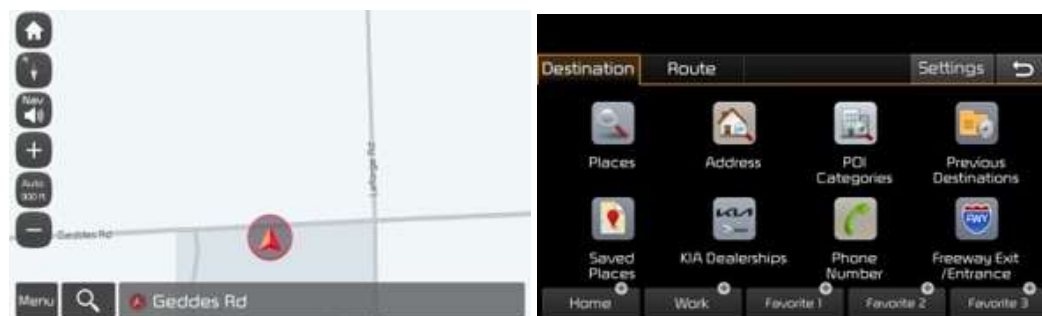 Nav
Auto
300 ft
Geddes Rd
Laforge Rd
Menu
Geddes Rd
Destination
Route
Settings
Places
Address
POI
Categories
Previous
Destinations
FWY
Saved
Places
KIA Dealerships
Phone
Number
Freeway Exit
/Entrance
Home
Work
Favorite 1
Favorite 2
Favorite 3